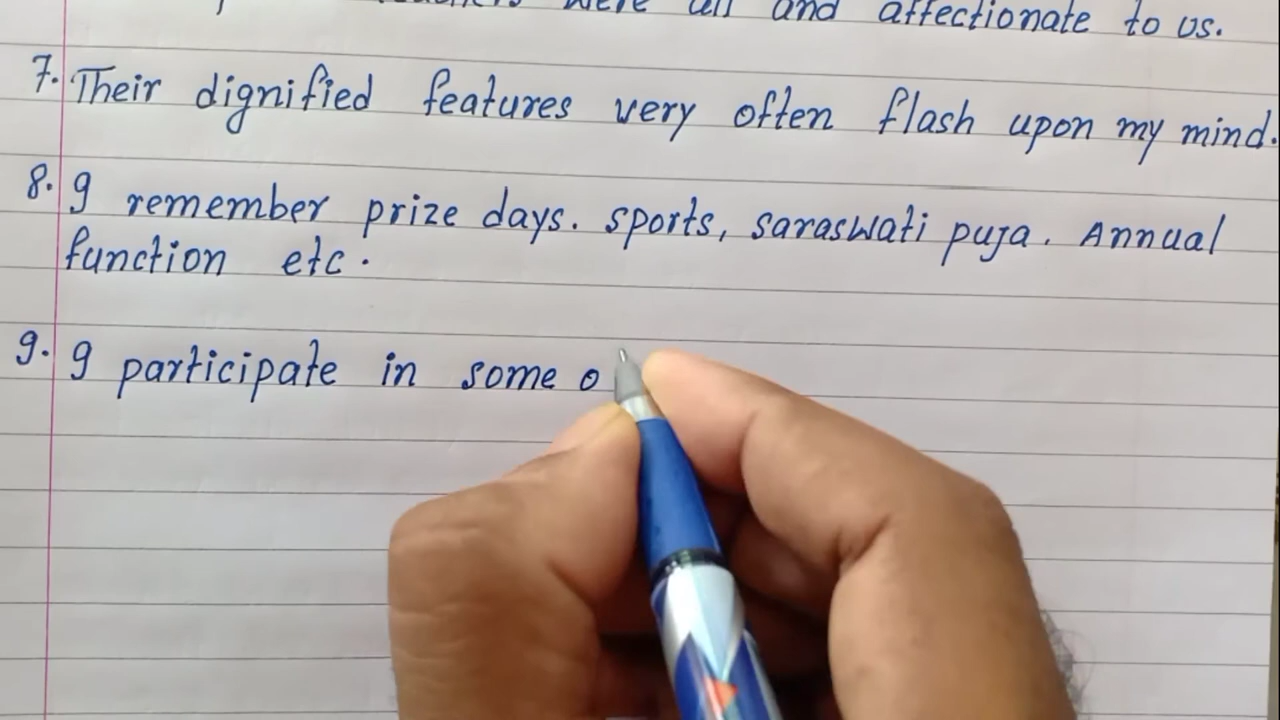 were all and affectionate to us.
7. Their dignified features very often flash upon my mind.
8. I remember prize days. sports, saraswati puja. Annual
function etc.
9. I participate in some o